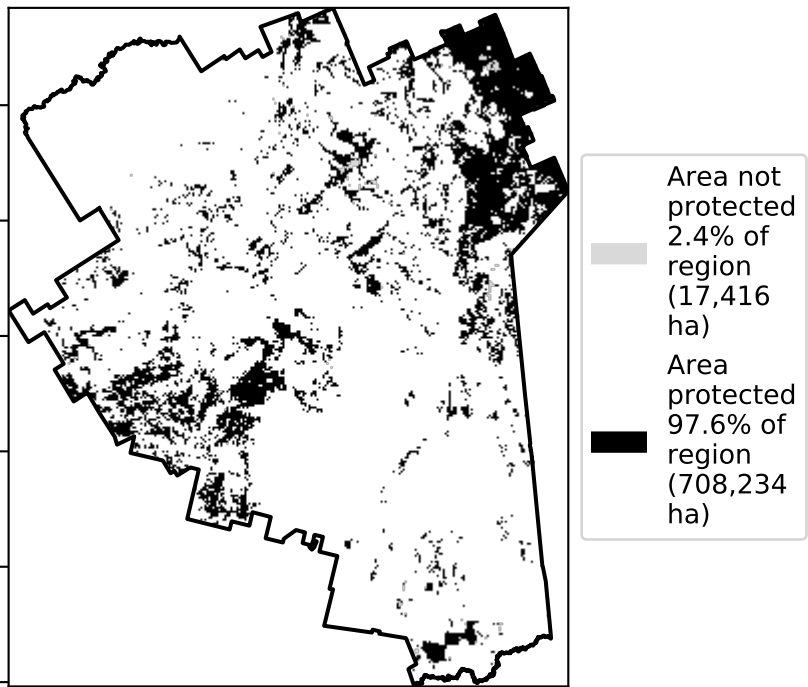 Area not
protected
2.4% of
region
(17,416
ha)
Area
protected
97.6% of
region
(708,234
ha)